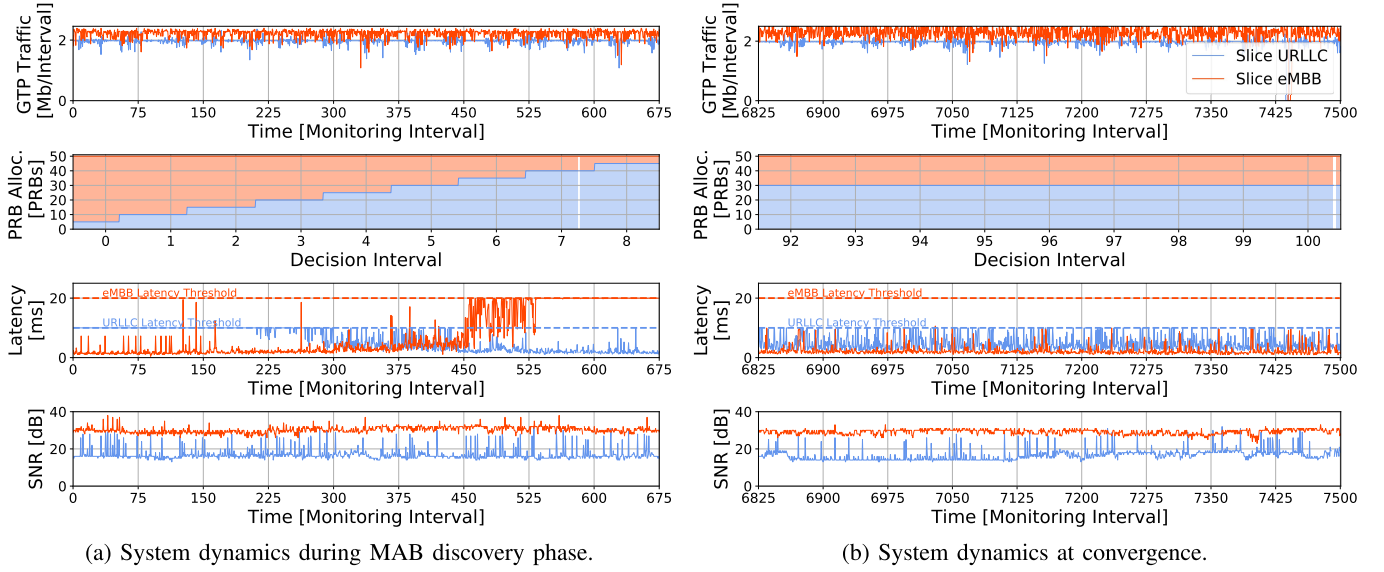 GTP Traffic
[Mb/Interval]
2
0
0 75 150 225 300 375 450 525 600 675
Time [Monitoring Interval]
PRB Alloc.
[PRBs]
50
40
30
20
10
0
0 1 2 3 4 5 6 7 8
Decision Interval
Latency
[ms]
20
0
eMBB Latency Threshold
URLLC Latency Threshold
0 75 150 225 300 375 450 525 600 675
Time [Monitoring Interval]
SNR [dB]
40
20
0
0 75 150 225 300 375 450 525 600 675
Time [Monitoring Interval]
(a) System dynamics during MAB discovery phase.
GTP Traffic
[Mb/Interval]
2
0
Slice URLLC
Slice eMBB
6825 6900 6975 7050 7125 7200 7275 7350 7425 7500
Time [Monitoring Interval]
PRB Alloc.
[PRBs]
50
40
30
20
10
0
92 93 94 95 96 97 98 99 100
Decision Interval
Latency
[ms]
20
0
eMBB Latency Threshold
URLLC Latency Threshold
6825 6900 6975 7050 7125 7200 7275 7350 7425 7500
Time [Monitoring Interval]
SNR [dB]
40
20
0
6825 6900 6975 7050 7125 7200 7275 7350 7425 7500
Time [Monitoring Interval]
(b) System dynamics at convergence.